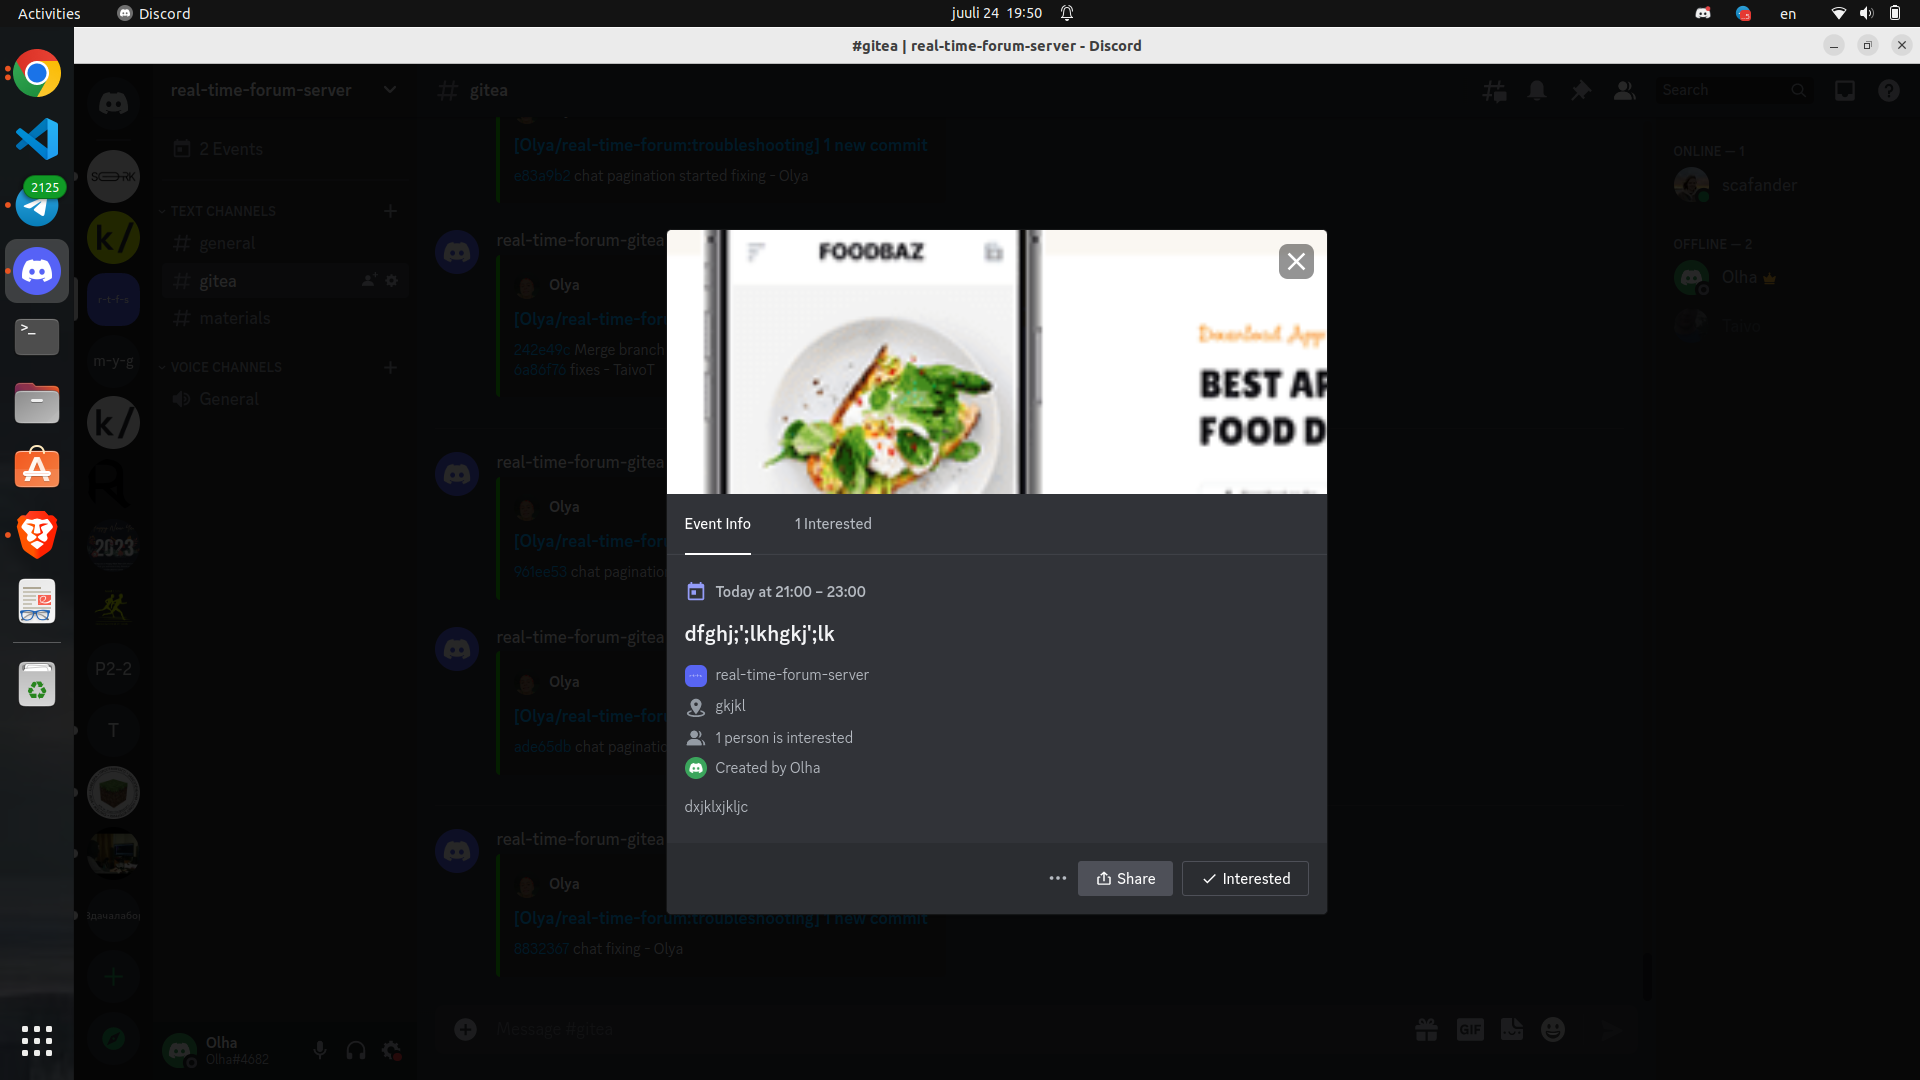 Activities
Discord
juuli 24 19:50
en
#gitea | real-time-forum-server - Discord
2125
real-time-forum-server
2 Events
TEXT CHANNELS
general
gitea
materials
VOICE CHANNELS
General
S RK
k/
r-t-f-s
m-y-g
k/
R
2023
P2-2
T
Olha
Olha#4682
gitea
Search
[Olya/real-time-forum:troubleshooting] 1 new commit
e83a9b2 chat pagination started fixing - Olya
real-time-forum-gitea
Olya
[Olya/real-time-for
242e49c Merge branch
6a86f76 fixes - TaivoT
real-time-forum-gitea
Olya
[Olya/real-time-for
961ee53 chat paginatio
real-time-forum-gitea
Olya
[Olya/real-time-for
ade65db chat paginatio
real-time-forum-gitea
Olya
[Olya/real-time-forum:troubleshooting] 1 new commit
8832367 chat fixing - Olya
Message #gitea
GIF
FOODBAZ
Download App
BEST AP
FOOD D
Event Info
1 Interested
Today at 21:00 – 23:00
dfghj;';lkhgkj';lk
real-time-forum-server
gkjkl
1 person is interested
Created by Olha
dxjklxjkljc
Share
Interested
ONLINE — 1
scafander
OFFLINE — 2
Olha
Taivo